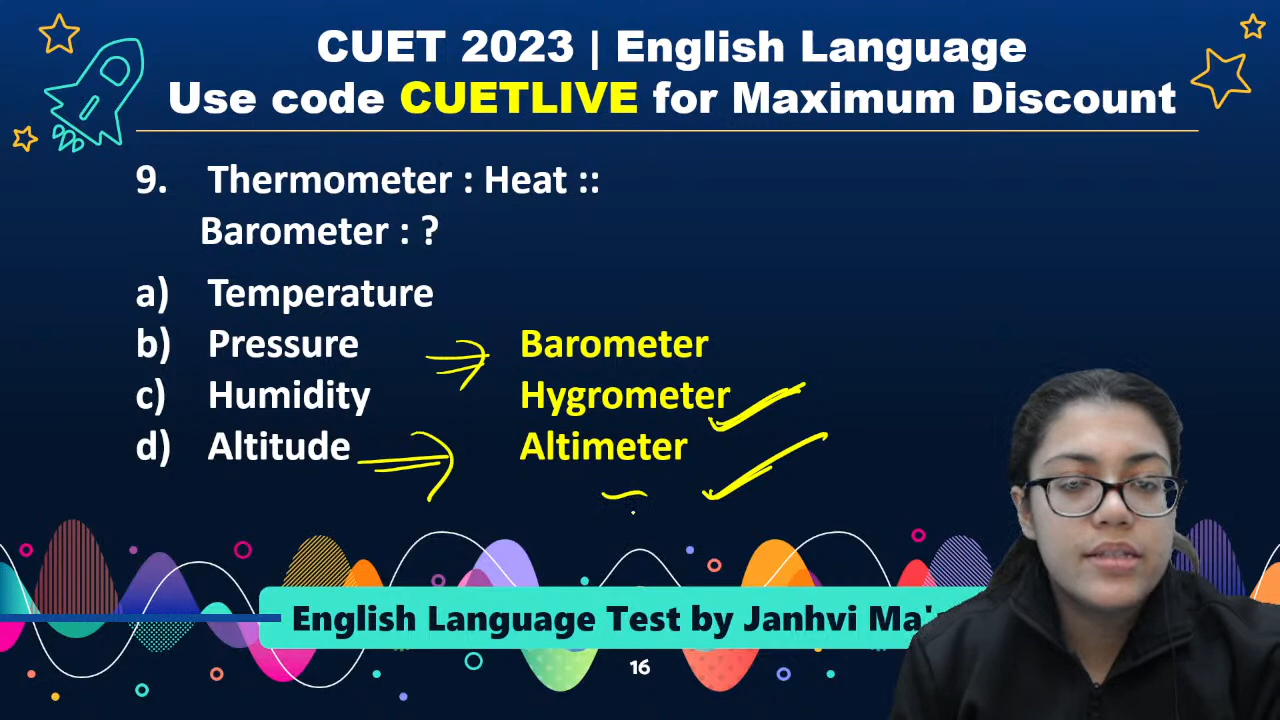 CUET 2023 | English Language
Use code CUETLIVE for Maximum Discount
9. Thermometer : Heat ::
Barometer : ?
a) Temperature
b) Pressure Barometer
c) Humidity Hygrometer
d) Altitude Altimeter
English Language Test by Janhvi
16